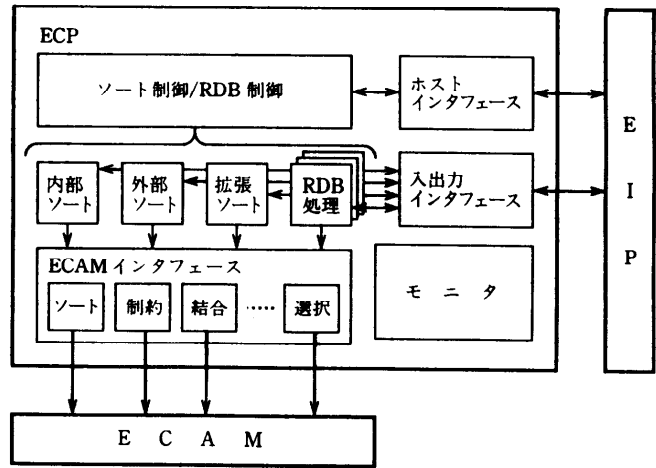 ECP
ソート制御/RDB制御
ホスト
インタフェース
内部
ソート
外部
ソート
拡張
ソート
RDB
処理
入出力
インタフェース
ECAMインタフェース
ソート
制約
結合
……
選択
モニタ
EIP
ECAM